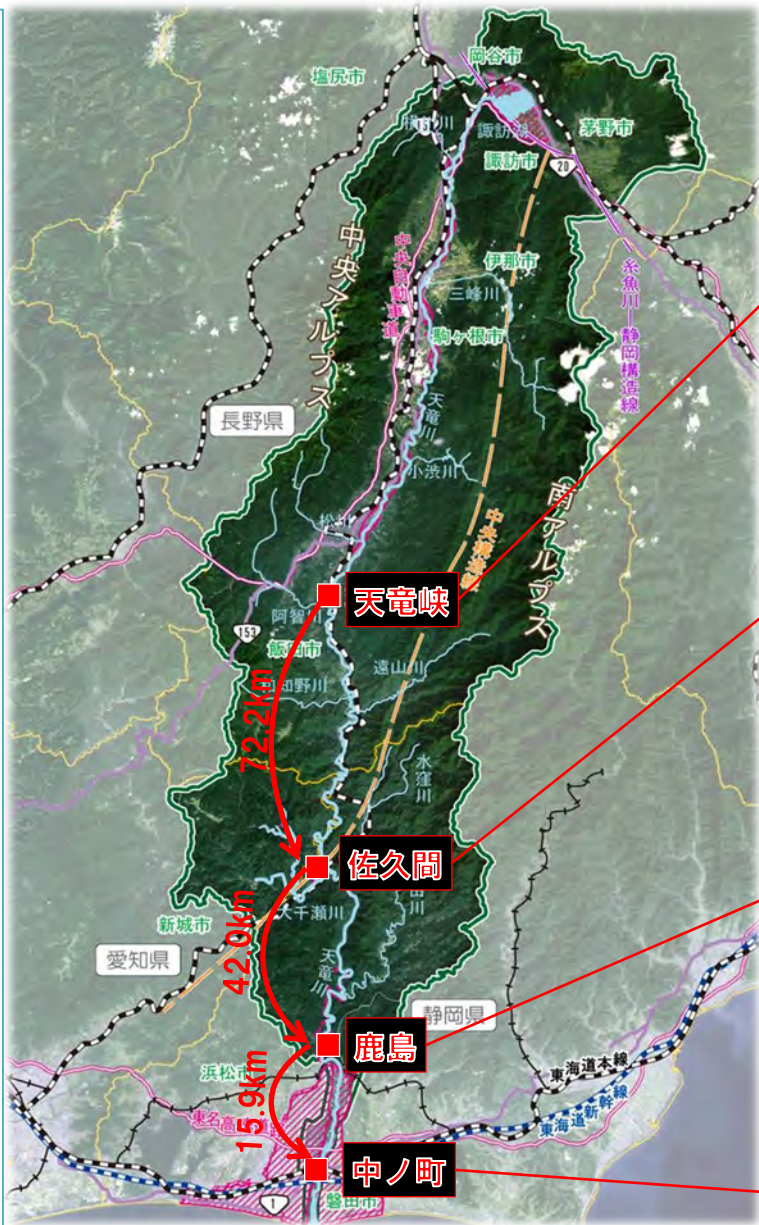 岡谷市
塩尻市
諏訪湖
茅野市
諏訪市
20
中央アルプス
中央自動車道
伊那市
三峰川
糸魚川―静岡構造線
駒ヶ根市
長野県
天竜川
小渋川
南アルプス
中央構造線
松川
天竜峡
阿智川
153
飯田市
遠山川
72.2km
水窪川
佐久間
大千瀬川
新城市
42.0km
愛知県
天竜川
静岡県
鹿島
浜松市
15.9km
東海道本線
東海道新幹線
中ノ町
1
磐田市